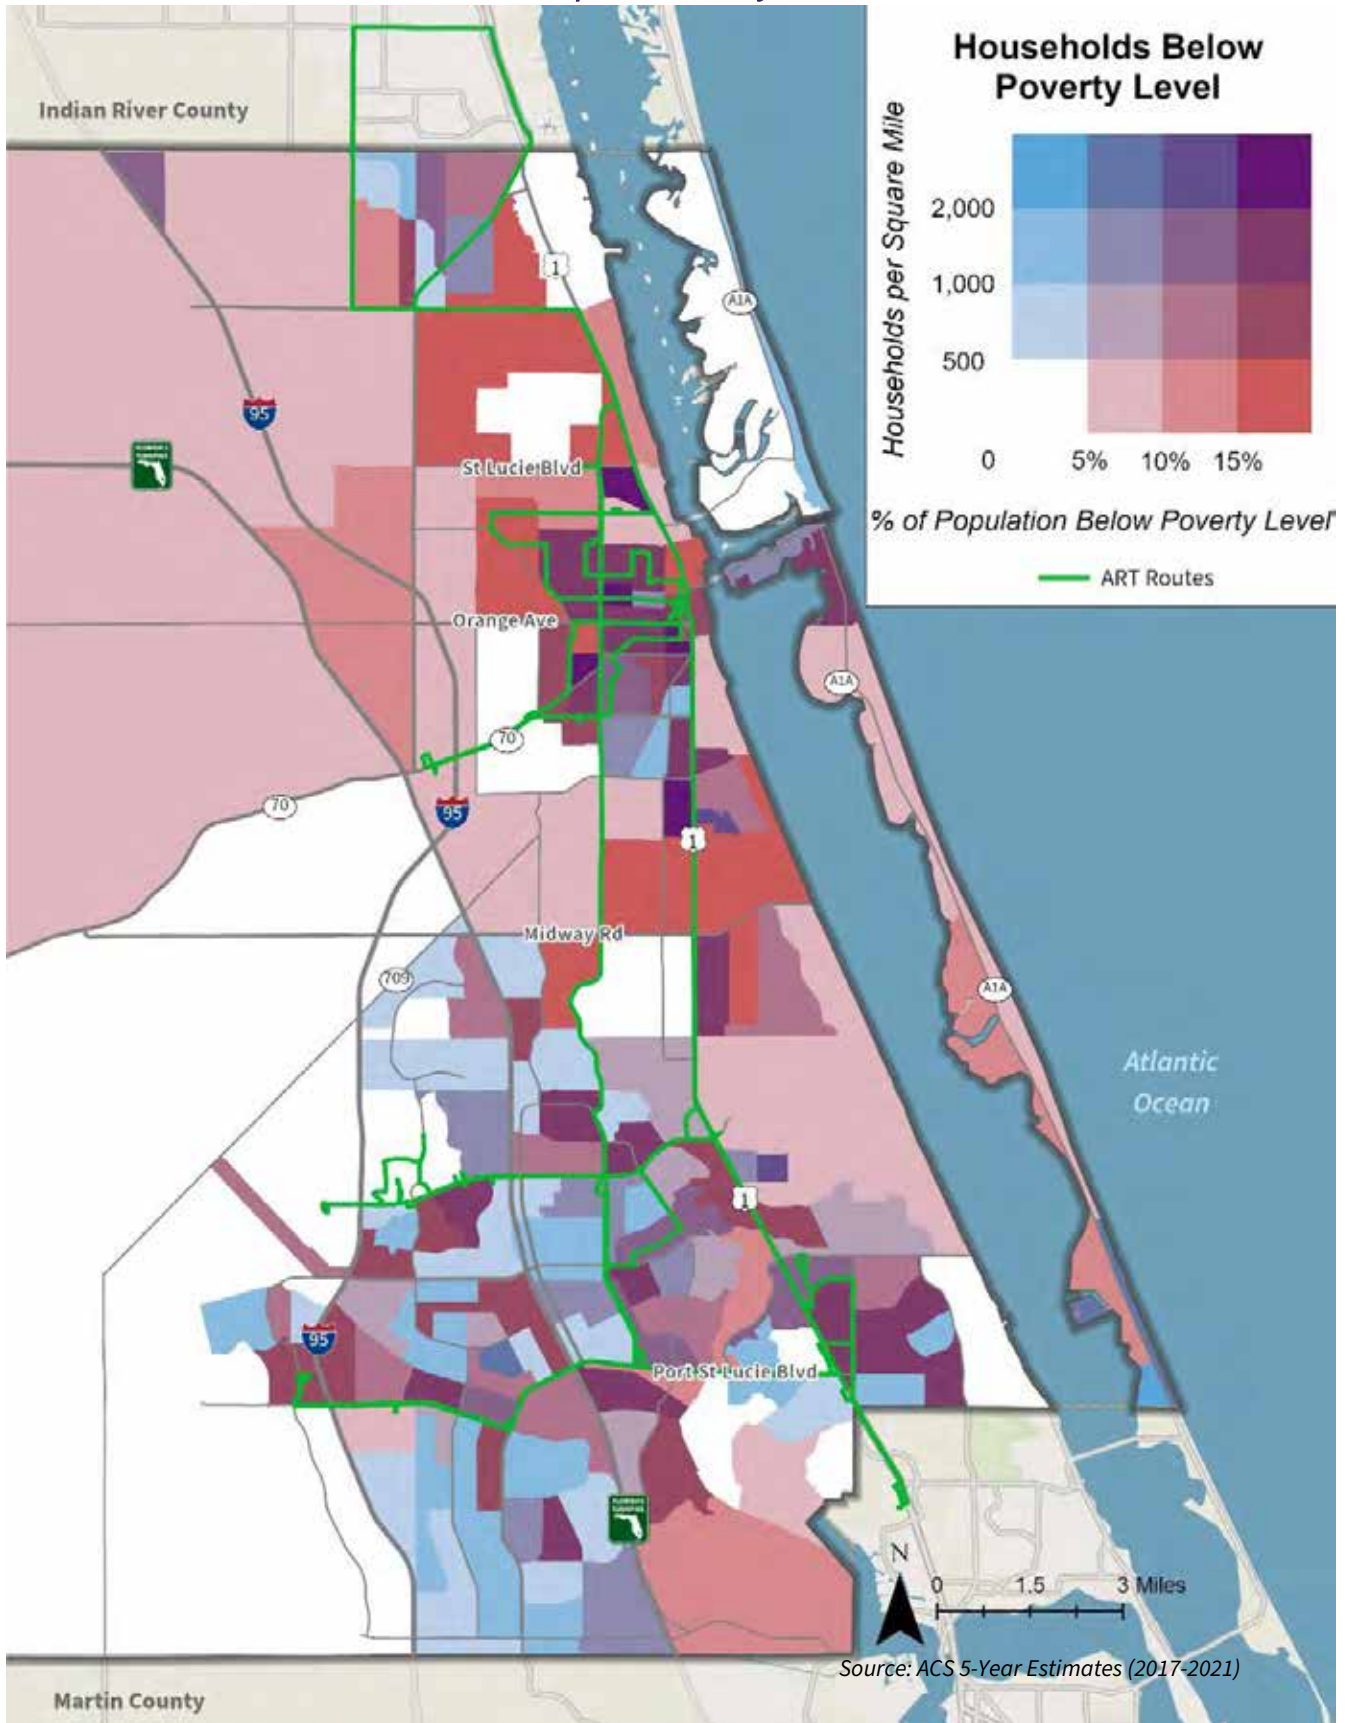 Households Below
Poverty Level
Households per Square Mile
2,000
1,000
500
0
5%
10%
15%
% of Population Below Poverty Level
ART Routes
Indian River County
1
A1A
95
St Lucie Blvd
Orange Ave
A1A
70
70
95
1
Midway Rd
709
A1A
Atlantic
Ocean
1
95
Port St Lucie Blvd
N
0
1.5
3 Miles
Source: ACS 5-Year Estimates (2017-2021)
Martin County